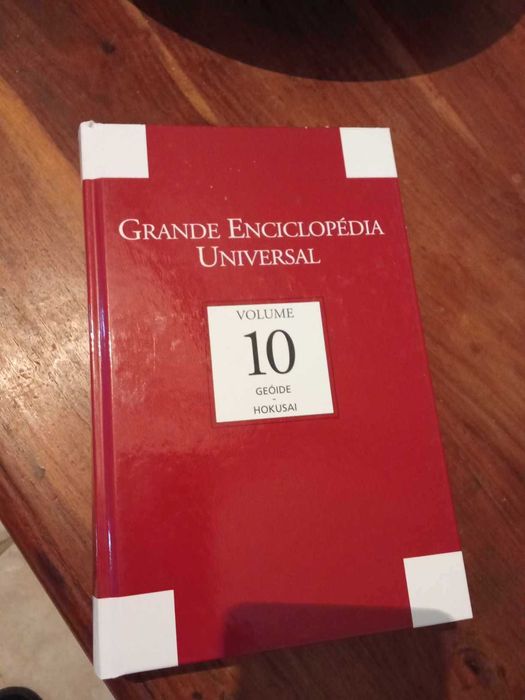 GRANDE ENCICLOPÉDIA
UNIVERSAL
VOLUME
10
GEÓIDE
-
HOKUSAI